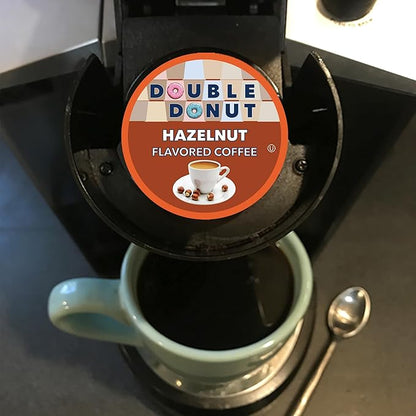 DOUBLE
DONUT
HAZELNUT
FLAVORED COFFEE
U